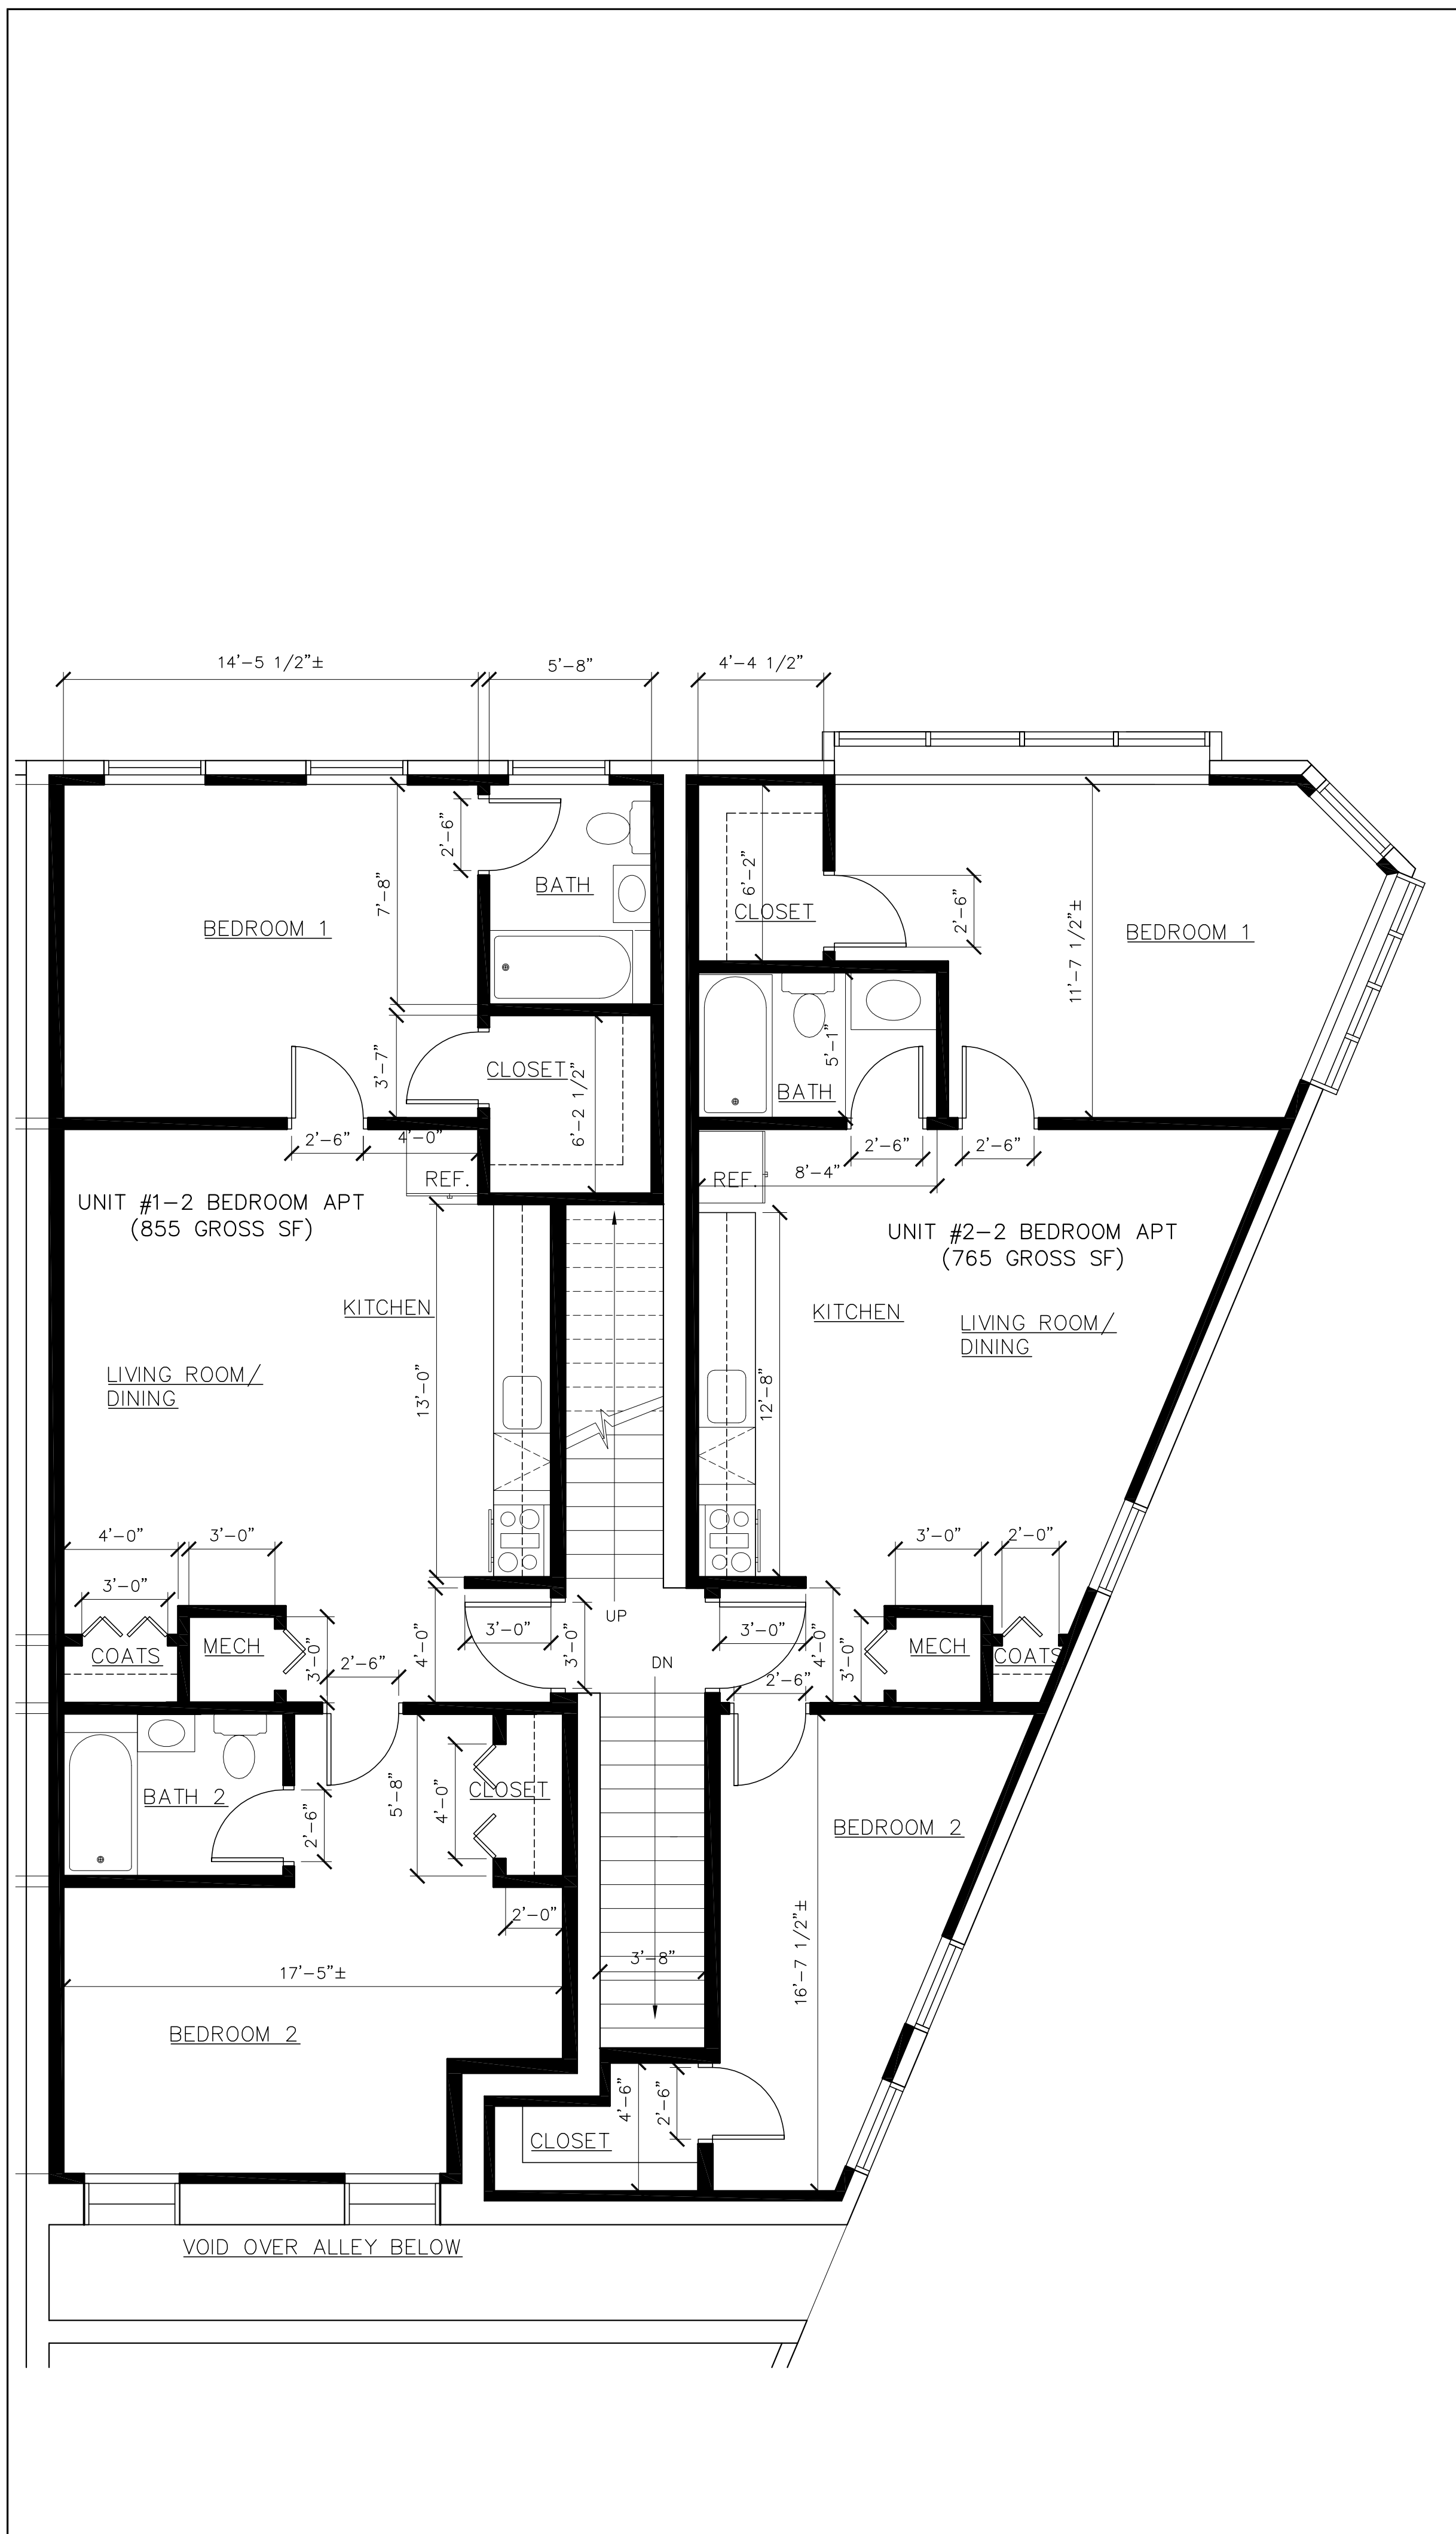 14'-5 1/2"±
5'-8"
4'-4 1/2"
2'-6"
7'-8"
BATH
BEDROOM 1
6'-2"
CLOSET
2'-6"
11'-7 1/2"±
BEDROOM 1
3'-7"
CLOSET
6'-2 1/2"
5'-1"
BATH
2'-6"
4'-0"
REF.
2'-6"
2'-6"
8'-4"
REF.
UNIT #1-2 BEDROOM APT
(855 GROSS SF)
UNIT #2-2 BEDROOM APT
(765 GROSS SF)
KITCHEN
KITCHEN
LIVING ROOM/
DINING
LIVING ROOM/
DINING
13'-0"
12'-8"
4'-0"
3'-0"
3'-0"
3'-0"
2'-0"
COATS
MECH
3'-0"
2'-6"
4'-0"
3'-0"
3'-0"
UP
DN
3'-0"
2'-6"
4'-0"
3'-0"
MECH
COATS
BATH 2
2'-6"
5'-8"
4'-0"
CLOSET
BEDROOM 2
2'-0"
17'-5"±
3'-8"
16'-7 1/2"±
BEDROOM 2
4'-6"
2'-6"
CLOSET
VOID OVER ALLEY BELOW